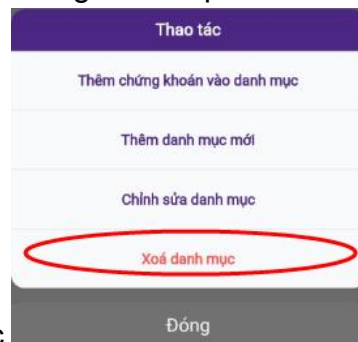 Thao tác
Thêm chứng khoán vào danh mục
Thêm danh mục mới
Chỉnh sửa danh mục
Xoá danh mục
Đóng